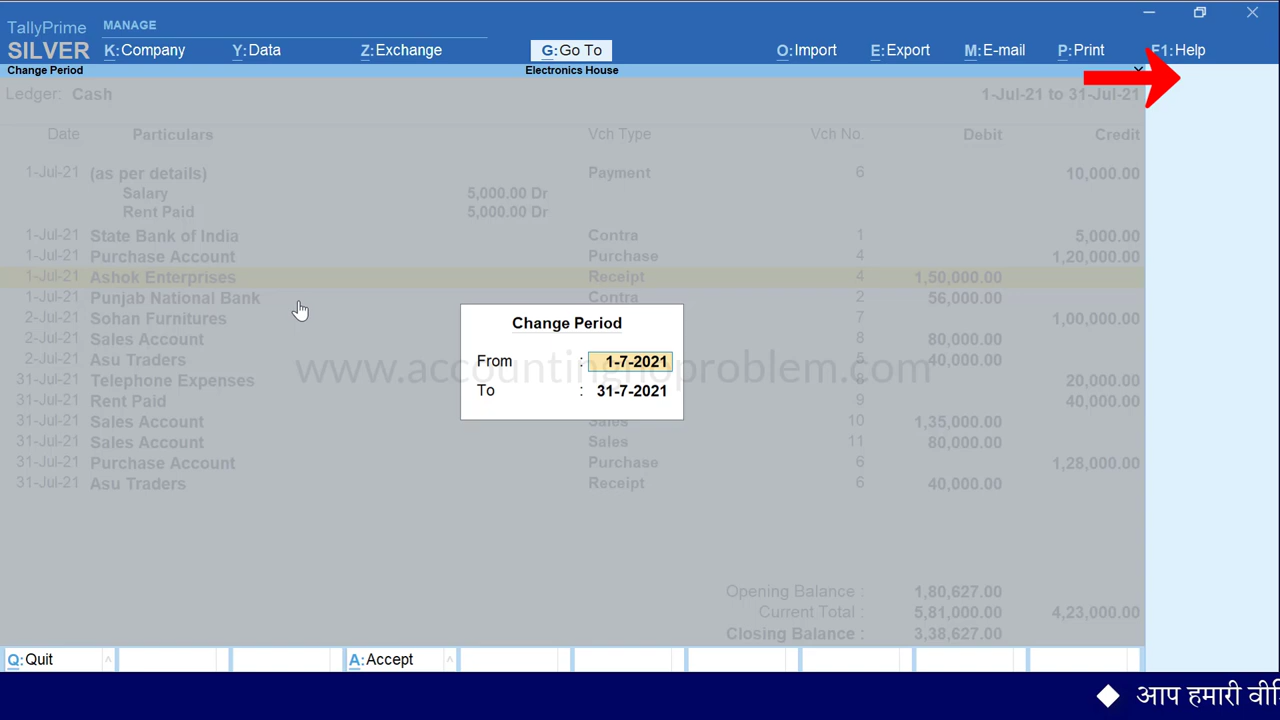 TallyPrime
MANAGE
SILVER
K:Company
Y:Data
Z:Exchange
G:Go To
O:Import
E:Export
M:E-mail
P:Print
F1:Help
Change Period
Electronics House
Ledger: Cash
1-Jul-21 to 31-Jul-21
Date Particulars Vch Type Vch No. Debit Credit
1-Jul-21 (as per details) Payment 6 10,000.00
Salary 5,000.00 Dr
Rent Paid 5,000.00 Dr
1-Jul-21 State Bank of India Contra 1 5,000.00
1-Jul-21 Purchase Account Purchase 4 1,20,000.00
1-Jul-21 Ashok Enterprises Receipt 4 1,50,000.00
1-Jul-21 Punjab National Bank Contra 2 56,000.00
2-Jul-21 Sohan Furnitures 7 1,00,000.00
2-Jul-21 Sales Account 8 80,000.00
2-Jul-21 Asu Traders 5 40,000.00
31-Jul-21 Telephone Expenses 20,000.00
31-Jul-21 Rent Paid 9 40,000.00
31-Jul-21 Sales Account Sales 10 1,35,000.00
31-Jul-21 Sales Account Sales 11 80,000.00
31-Jul-21 Purchase Account Purchase 6 1,28,000.00
31-Jul-21 Asu Traders Receipt 6 40,000.00
Change Period
From : 1-7-2021
To : 31-7-2021
www.accountingnoproblem.com
Opening Balance : 1,80,627.00
Current Total : 5,81,000.00 4,23,000.00
Closing Balance : 3,38,627.00
Q:Quit
A:Accept
आप हमारी